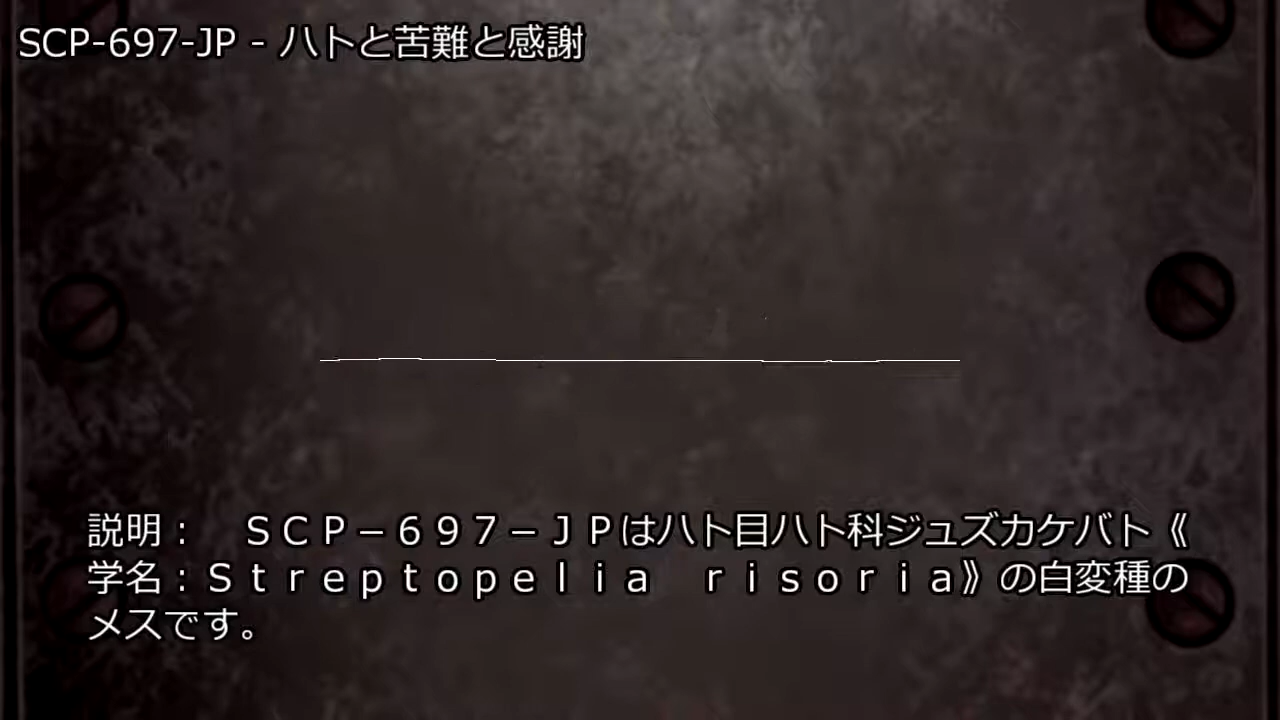 SCP-697-JP - ハトと苦難と感謝
説明：　ＳＣＰ－６９７－ＪＰはハト目ハト科ジュズカケバト《
学名：Ｓｔｒｅｐｔｏｐｅｌｉａ　ｒｉｓｏｒｉａ》の白変種の
メスです。